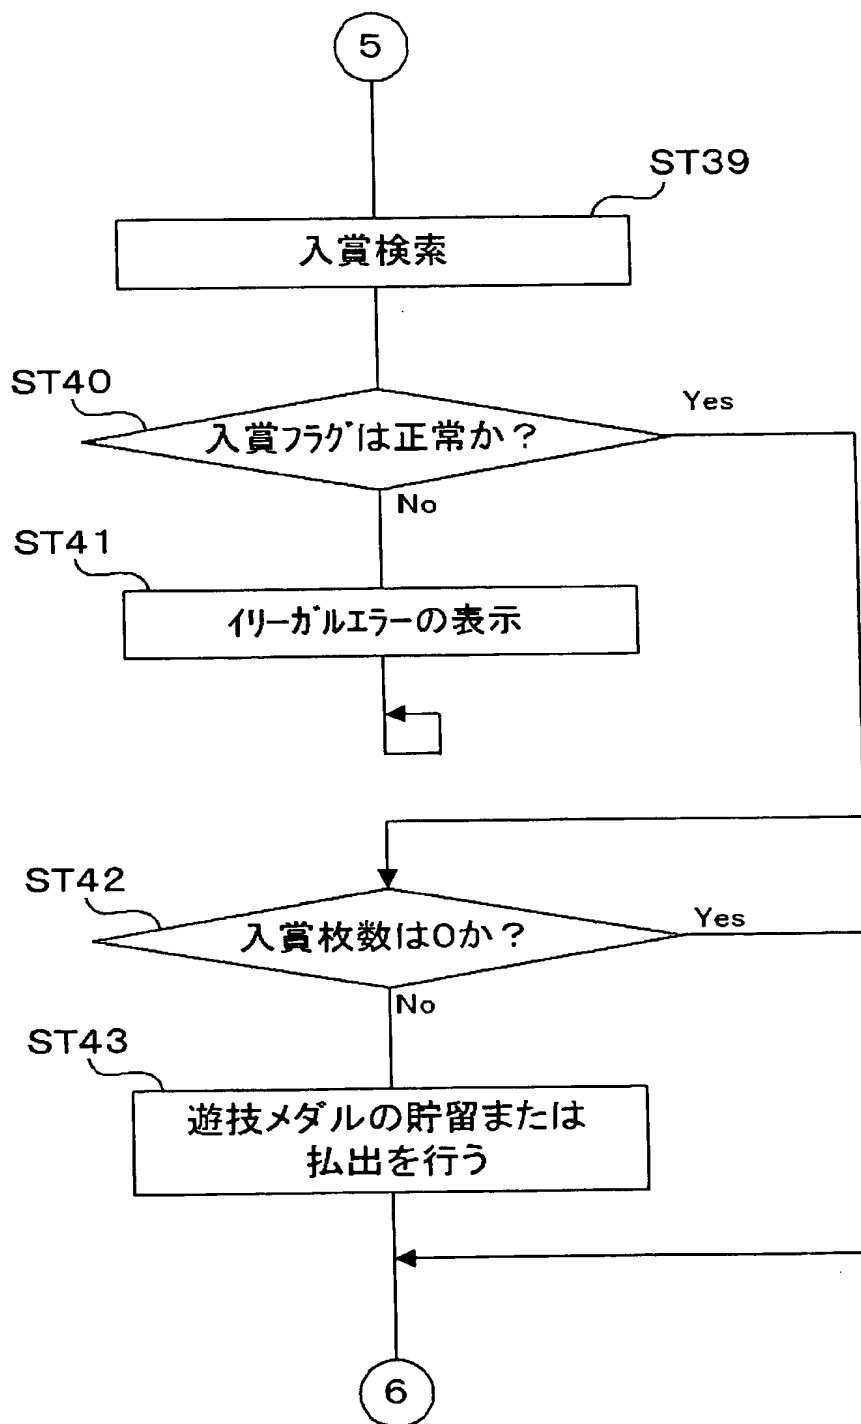 5
ST39
入賞検索
ST40
入賞フラグは正常か?
Yes
No
ST41
イリーガルエラーの表示
ST42
入賞枚数は0か?
Yes
No
ST43
遊技メダルの貯留または
払出を行う
6